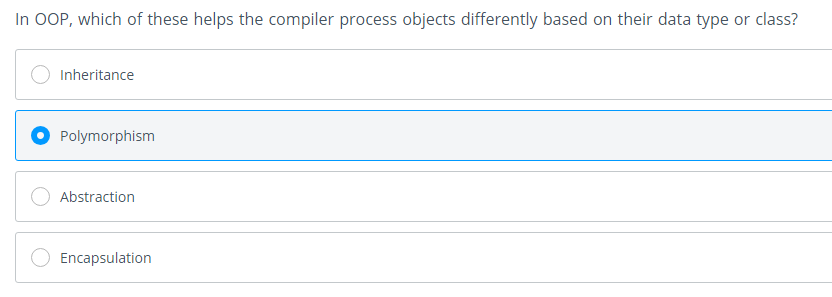 In OOP, which of these helps the compiler process objects differently based on their data type or class?
Inheritance
Polymorphism
Abstraction
Encapsulation